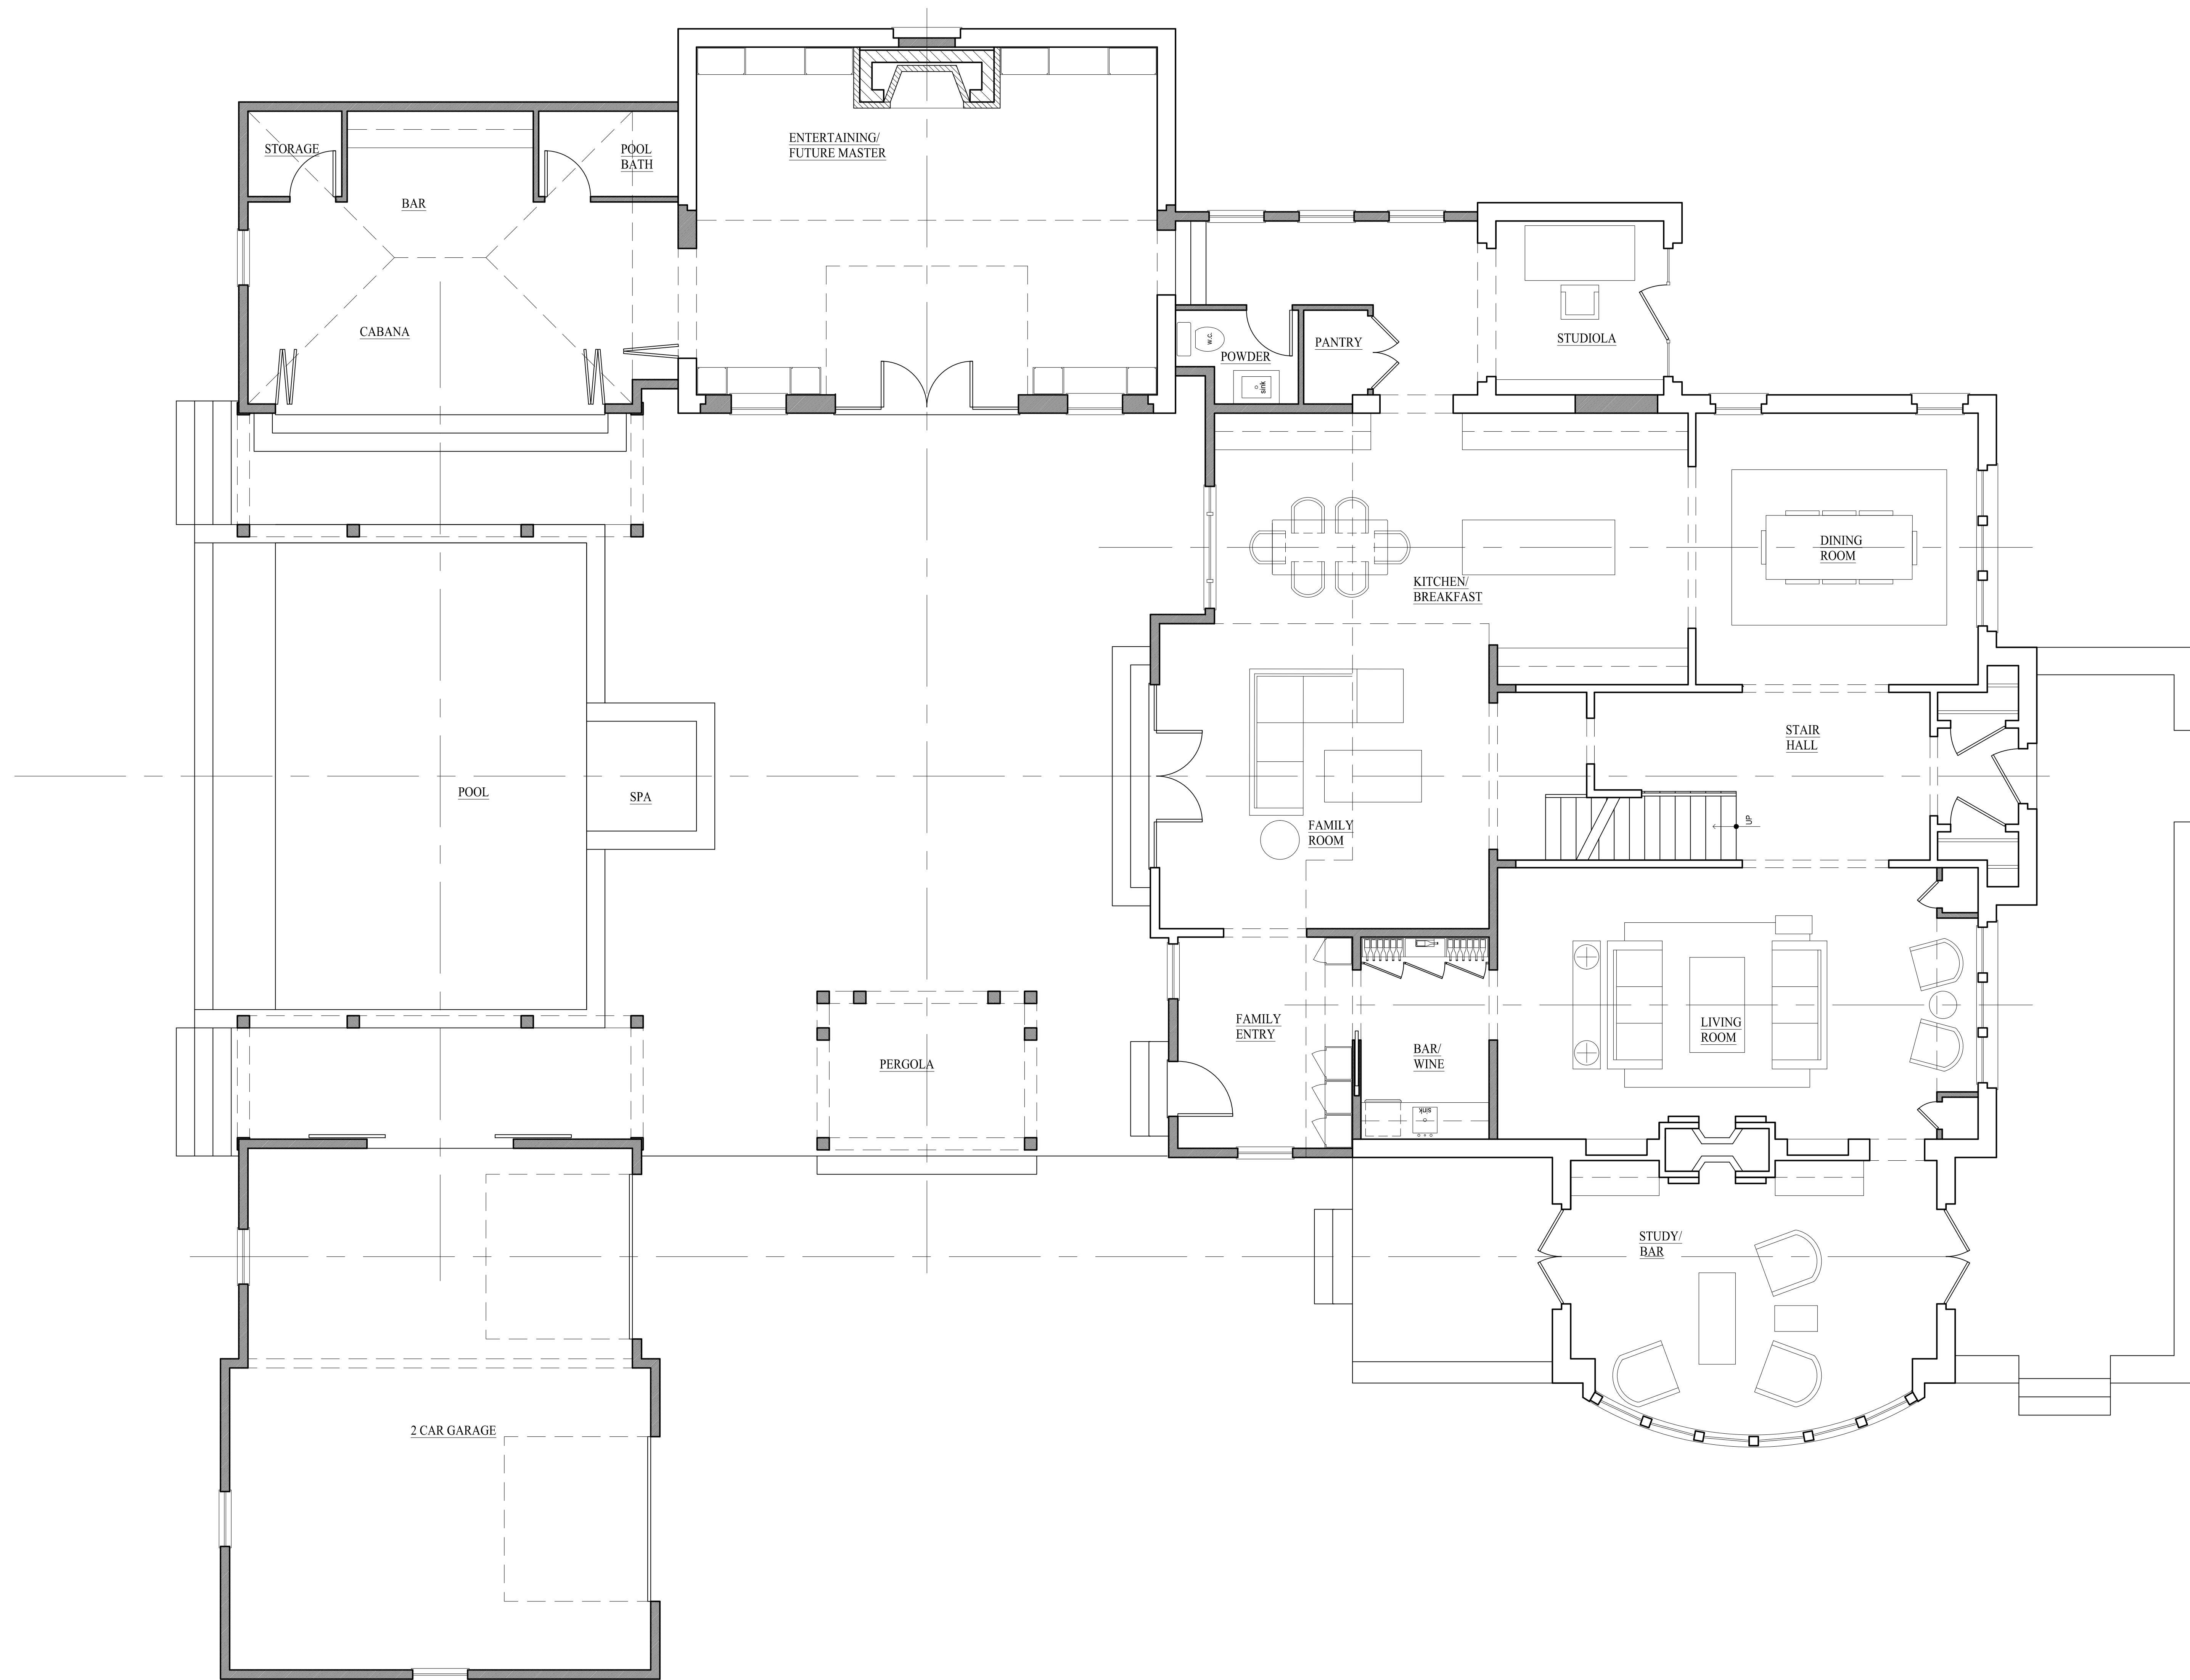 ENTERTAINING/
FUTURE MASTER
STORAGE
POOL
BATH
BAR
CABANA
W.C.
POWDER
sink
PANTRY
STUDIOLA
DINING
ROOM
KITCHEN/
BREAKFAST
STAIR
HALL
UP
POOL
SPA
FAMILY
ROOM
FAMILY
ENTRY
BAR/
WINE
sink
LIVING
ROOM
PERGOLA
STUDY/
BAR
2 CAR GARAGE